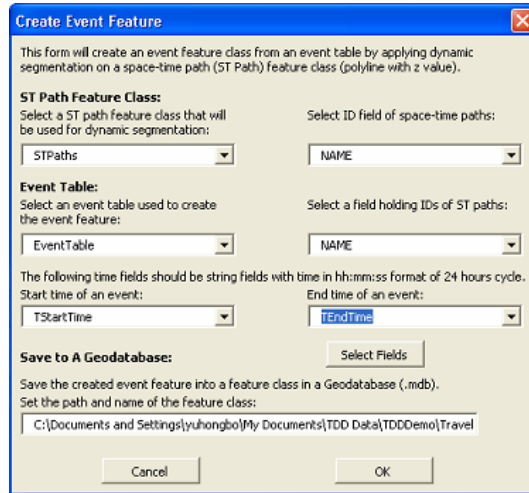 Create Event Feature
This form will create an event feature class from an event table by applying dynamic
segmentation on a space-time path (ST Path) feature class (polyline with z value).
ST Path Feature Class:
Select a ST path feature class that will
be used for dynamic segmentation:
Select ID field of space-time paths:
STPaths
NAME
Event Table:
Select an event table used to create
the event feature:
Select a field holding IDs of ST paths:
EventTable
NAME
The following time fields should be string fields with time in hh:mm:ss format of 24 hours cycle.
Start time of an event:
End time of an event:
TStartTime
TEndTime
Save to A Geodatabase:
Select Fields
Save the created event feature into a feature class in a Geodatabase (.mdb).
Set the path and name of the feature class:
C:\Documents and Settings\yuhongbo\My Documents\TDD Data\TDDDemo\Travel
Cancel
OK